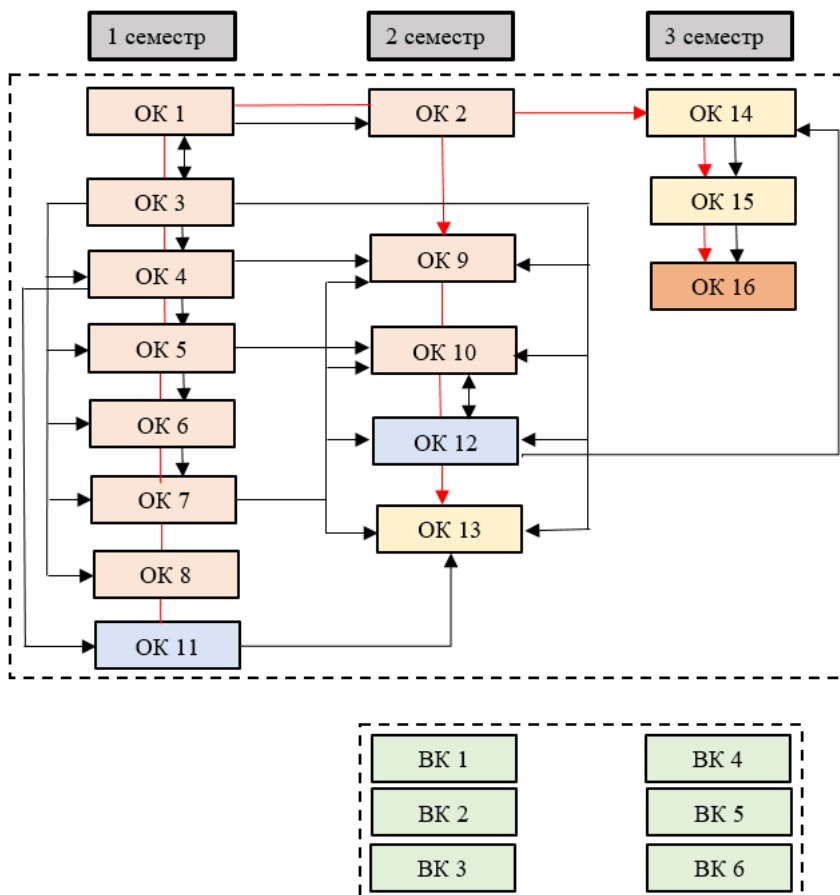 1 семестр
2 семестр
3 семестр
ОК 1
ОК 2
ОК 14
ОК 3
ОК 15
ОК 4
ОК 9
ОК 16
ОК 5
ОК 10
ОК 6
ОК 12
ОК 7
ОК 13
ОК 8
ОК 11
ВК 1
ВК 4
ВК 2
ВК 5
ВК 3
ВК 6